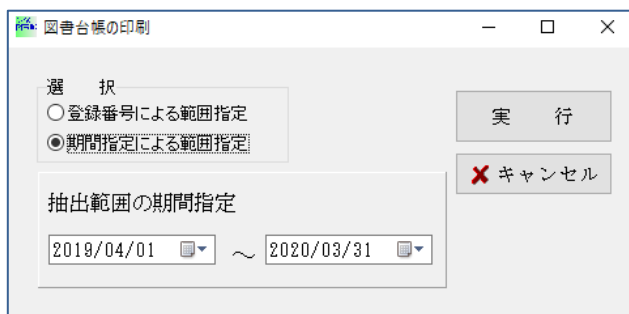 図書台帳の印刷
選　択
登録番号による範囲指定
期間指定による範囲指定
実　行
キャンセル
抽出範囲の期間指定
2019/04/01 ～ 2020/03/31